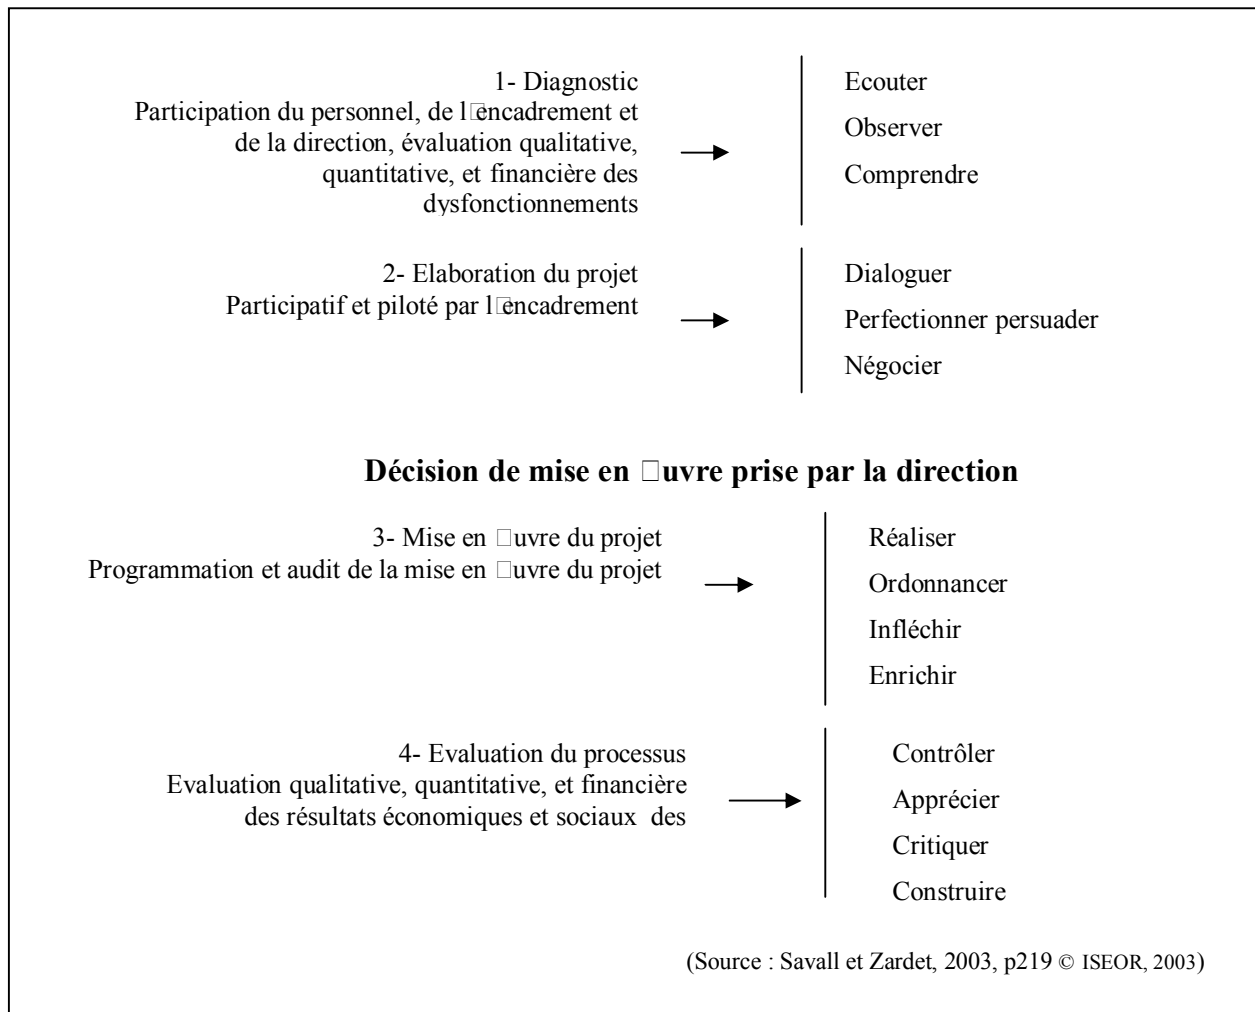 1- Diagnostic
Participation du personnel, de l□encadrement et
de la direction, évaluation qualitative,
quantitative, et financière des
dysfonctionnements
Ecouter
Observer
Comprendre
2- Elaboration du projet
Participatif et piloté par l□encadrement
Dialoguer
Perfectionner persuader
Négocier
Décision de mise en □uvre prise par la direction
3- Mise en □uvre du projet
Programmation et audit de la mise en □uvre du projet
Réaliser
Ordonnancer
Infléchir
Enrichir
4- Evaluation du processus
Evaluation qualitative, quantitative, et financière
des résultats économiques et sociaux des
Contrôler
Apprécier
Critiquer
Construire
(Source : Savall et Zardet, 2003, p219 © ISEOR, 2003)